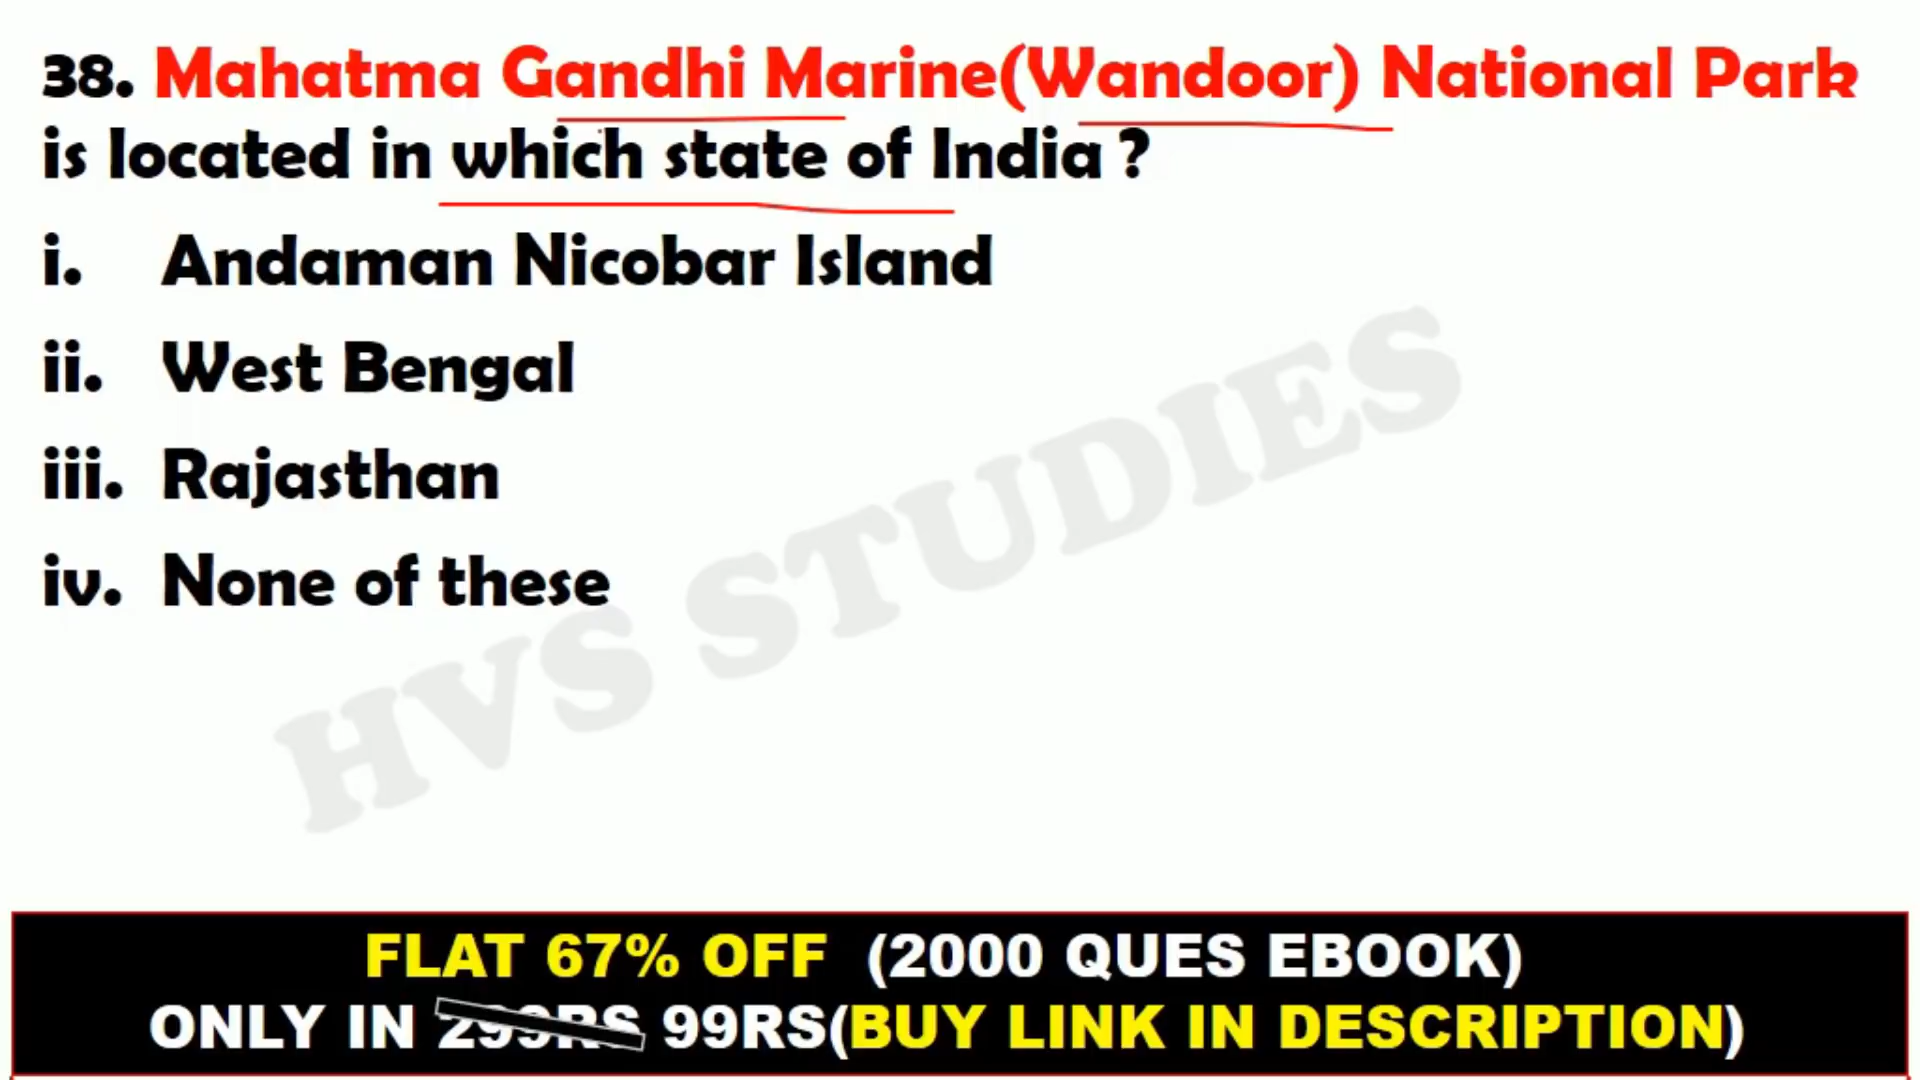 38. Mahatma Gandhi Marine(Wandoor) National Park
is located in which state of India ?
i. Andaman Nicobar Island
ii. West Bengal
iii. Rajasthan
iv. None of these
HVS STUDIES
FLAT 67% OFF (2000 QUES EBOOK)
ONLY IN 299RS 99RS(BUY LINK IN DESCRIPTION)